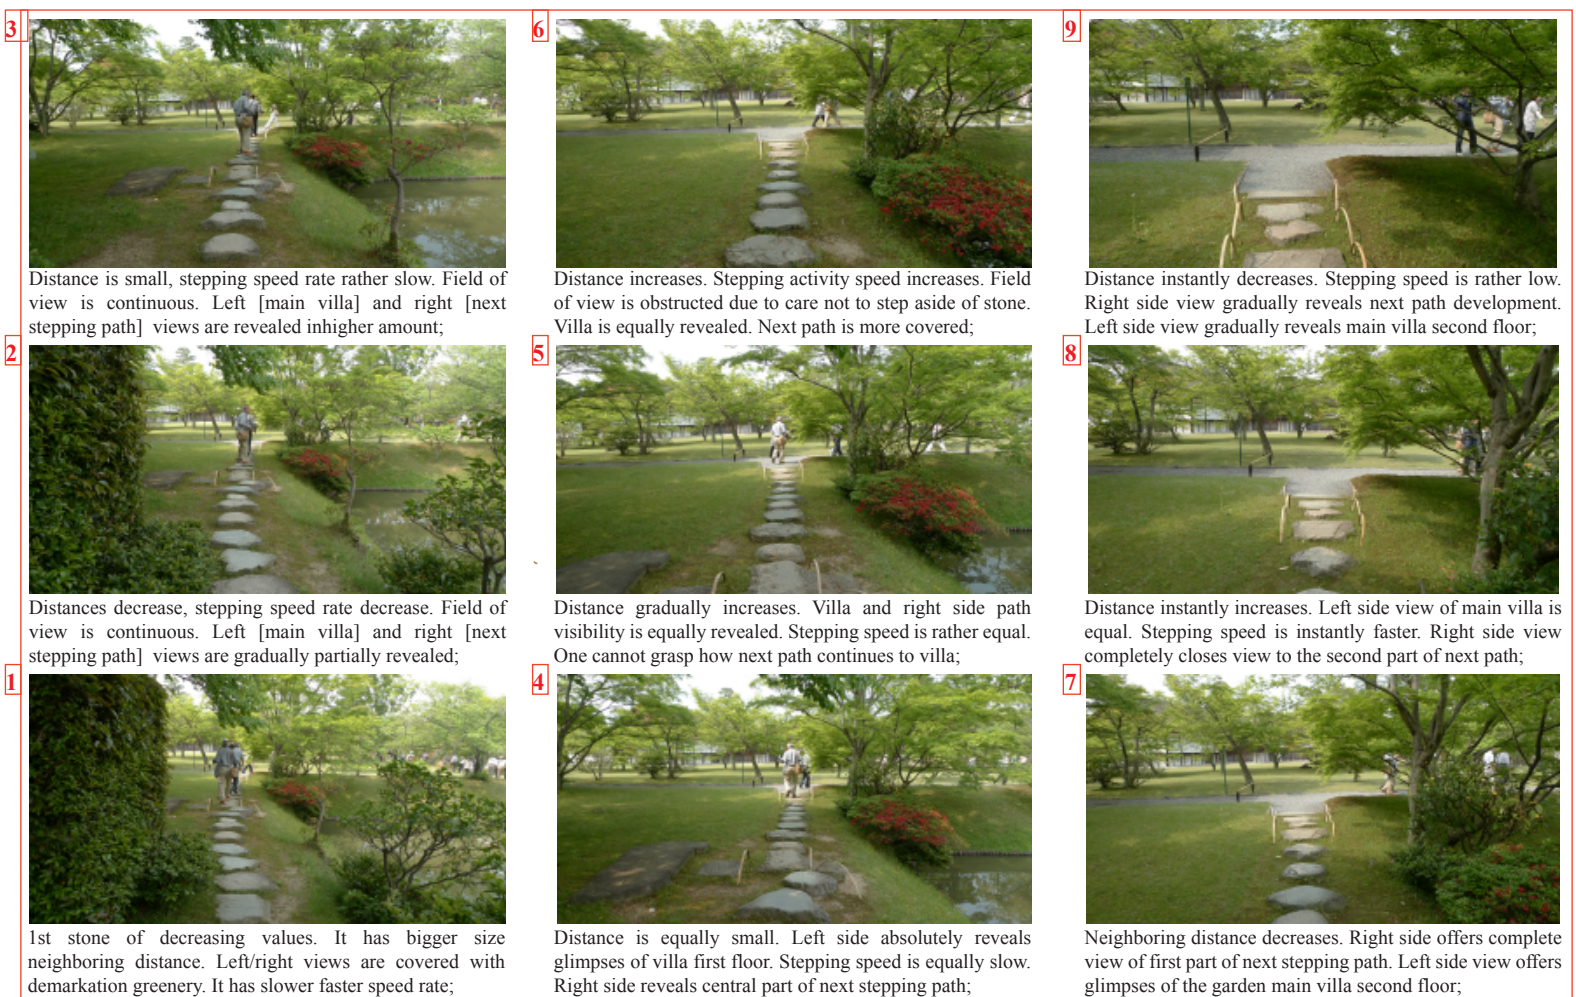 3
Distance is small, stepping speed rate rather slow. Field of
view is continuous. Left [main villa] and right [next
stepping path] views are revealed inhigher amount;
2
Distances decrease, stepping speed rate decrease. Field of
view is continuous. Left [main villa] and right [next
stepping path] views are gradually partially revealed;
1
1st stone of decreasing values. It has bigger size
neighboring distance. Left/right views are covered with
demarkation greenery. It has slower faster speed rate;
6
Distance increases. Stepping activity speed increases. Field
of view is obstructed due to care not to step aside of stone.
Villa is equally revealed. Next path is more covered;
5
Distance gradually increases. Villa and right side path
visibility is equally revealed. Stepping speed is rather equal.
One cannot grasp how next path continues to villa;
4
Distance is equally small. Left side absolutely reveals
glimpses of villa first floor. Stepping speed is equally slow.
Right side reveals central part of next stepping path;
9
Distance instantly decreases. Stepping speed is rather low.
Right side view gradually reveals next path development.
Left side view gradually reveals main villa second floor;
8
Distance instantly increases. Left side view of main villa is
equal. Stepping speed is instantly faster. Right side view
completely closes view to the second part of next path;
7
Neighboring distance decreases. Right side offers complete
view of first part of next stepping path. Left side view offers
glimpses of the garden main villa second floor;